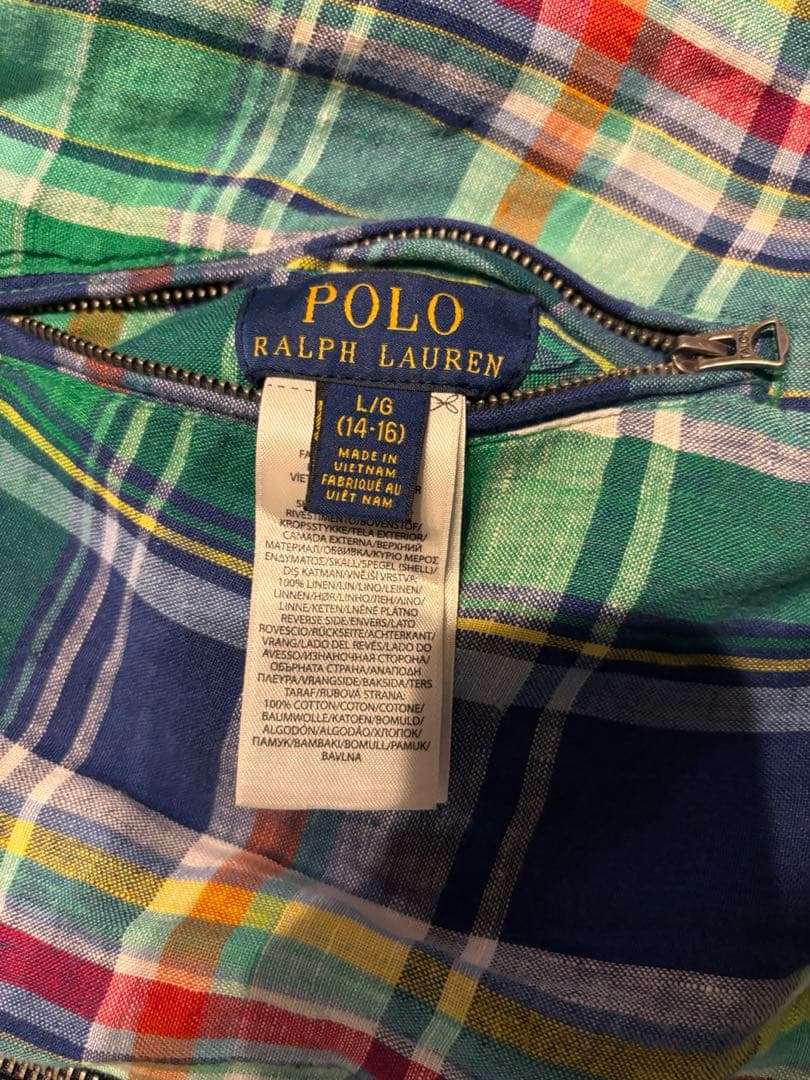 POLO
RALPH LAUREN
L/G
(14-16)
MADE IN
VIETNAM
FABRIQUÉ AU
VIÊT NAM
RIVESTIMENTO/BOVENSTOF/
KROPSSTYKKE/TELA EXTERIOR/
CAMADA EXTERNA/ВЕРХНИЙ
МАТЕРИАЛ/ОБВИВКА/ΚΥΡΙΟ ΜΕΡΟΣ
ΕΝΔΥΜΑΤΟΣ/SKALL/SPEGEL (SHELL)/
DIŞ KATMAN/VNĚJŠÍ VRSTVA:
100% LINEN/LIN/LINO/LEINEN/
LINNEN/HØR/LINHO/ЛЕН/ΛΙΝΟ/
LINNE/KETEN/LNĚNÉ PLÁTNO
REVERSE SIDE/ENVERS/LATO
ROVESCIO/RÜCKSEITE/ACHTERKANT/
VRANG/LADO DEL REVÉS/LADO DO
AVESSO/ИЗНАНОЧНАЯ СТОРОНА/
ОБЪРНАТА СТРАНА/ΑΝΑΠΟΔΗ
ΠΛΕΥΡΑ/VRANGSIDE/BAKSIDA/TERS
TARAF/RUBOVÁ STRANA:
100% COTTON/COTON/COTONE/
BAUMWOLLE/KATOEN/BOMULD/
ALGODÓN/ALGODÃO/ХЛОПОК/
ПАМУК/ΒΑΜΒΑΚΙ/BOMULL/PAMUK/
BAVLNA